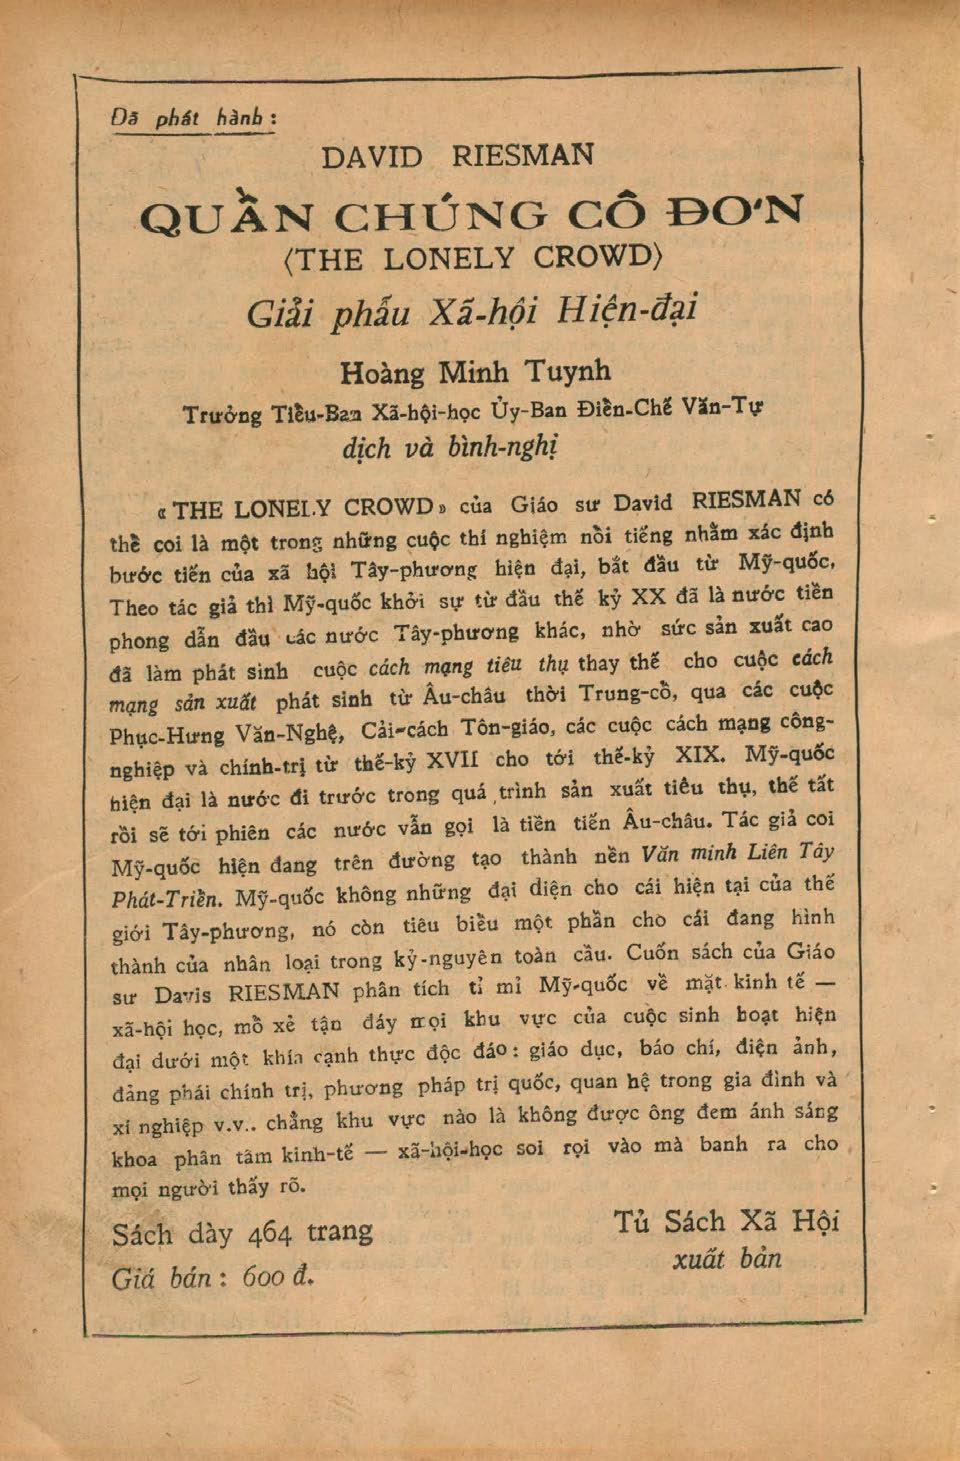 Đã phát hành :
DAVID RIESMAN
QUẦN CHÚNG CÔ ĐƠN
(THE LONELY CROWD)
Giải phẫu Xã-hội Hiện-đại
Hoàng Minh Tuynh
Trưởng Tiểu-Ban Xã-hội-học Ủy-Ban Điển-Chế Văn-Tự
dịch và bình-nghị
« THE LONELY CROWD » của Giáo sư David RIESMAN có
thể coi là một trong những cuộc thí nghiệm nổi tiếng nhằm xác định
bước tiến của xã hội Tây-phương hiện đại, bắt đầu từ Mỹ-quốc.
Theo tác giả thì Mỹ-quốc khởi sự từ đầu thế kỷ XX đã là nước tiền
phong dẫn đầu các nước Tây-phương khác, nhờ sức sản xuất cao
đã làm phát sinh cuộc cách mạng tiêu thụ thay thế cho cuộc cách
mạng sản xuất phát sinh từ Âu-châu thời Trung-cổ, qua các cuộc
Phục-Hưng Văn-Nghệ, Cải-cách Tôn-giáo, các cuộc cách mạng công-
nghiệp và chính-trị từ thế-kỷ XVII cho tới thế-kỷ XIX. Mỹ-quốc
hiện đại là nước đi trước trong quá trình sản xuất tiêu thụ, thế tất
rồi sẽ tới phiên các nước vẫn gọi là tiền tiến Âu-châu. Tác giả coi
Mỹ-quốc hiện đang trên đường tạo thành nền Văn minh Liên Tây
Phát-Triển. Mỹ-quốc không những đại diện cho cái hiện tại của thế
giới Tây-phương, nó còn tiêu biểu một phần cho cái đang hình
thành của nhân loại trong kỷ-nguyên toàn cầu. Cuốn sách của Giáo
sư Davis RIESMAN phân tích tỉ mỉ Mỹ-quốc về mặt kinh tế —
xã-hội học, mổ xẻ tận đáy mọi khu vực của cuộc sinh hoạt hiện
đại dưới một khía cạnh thực độc đáo : giáo dục, báo chí, điện ảnh,
đảng phái chính trị, phương pháp trị quốc, quan hệ trong gia đình và
xí nghiệp v.v.. chẳng khu vực nào là không được ông đem ánh sáng
khoa phân tâm kinh-tế — xã-hội-học soi rọi vào mà banh ra cho
mọi người thấy rõ.
Sách dày 464 trang
Giá bán : 600 đ.
Tủ Sách Xã Hội
xuất bản